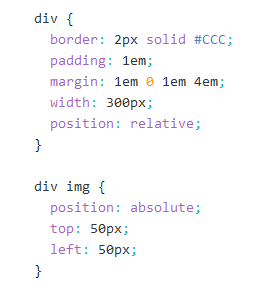 div {
  border: 2px solid #CCC;
  padding: 1em;
  margin: 1em 0 1em 4em;
  width: 300px;
  position: relative;
}

div img {
  position: absolute;
  top: 50px;
  left: 50px;
}